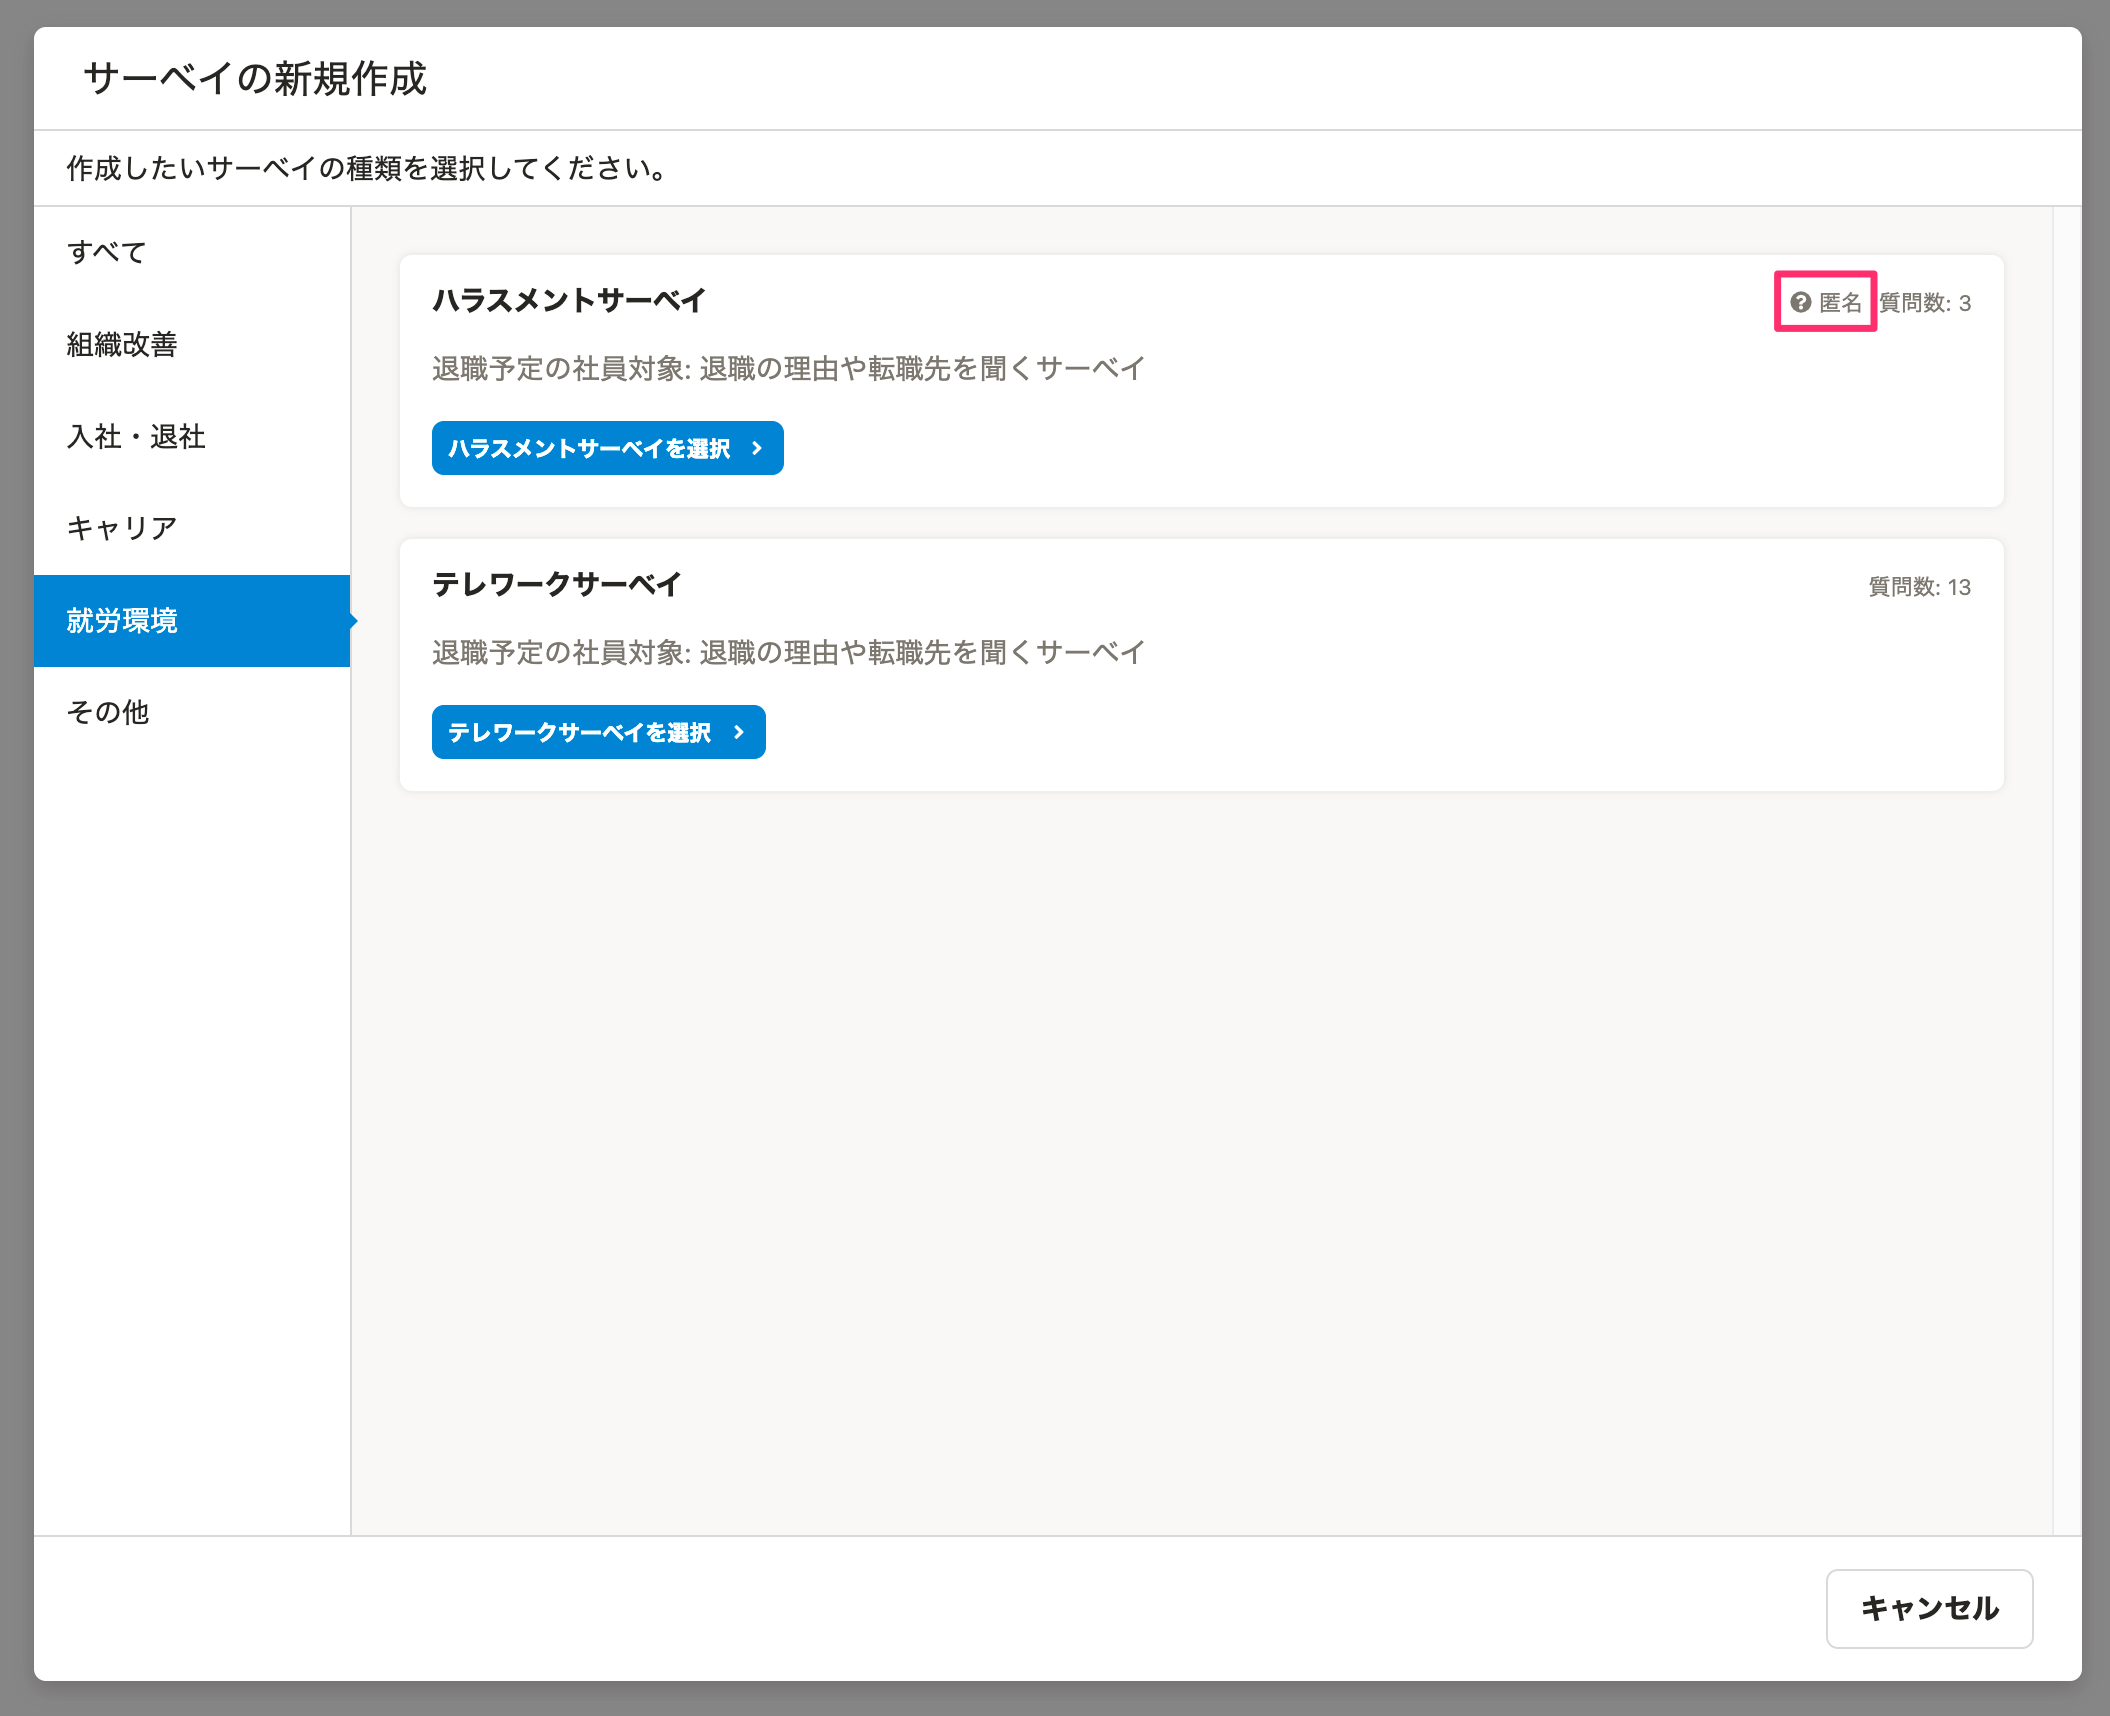 サーベイの新規作成
作成したいサーベイの種類を選択してください。
すべて
組織改善
入社・退社
キャリア
就労環境
その他
ハラスメントサーベイ
? 匿名 質問数: 3
退職予定の社員対象: 退職の理由や転職先を聞くサーベイ
ハラスメントサーベイを選択
テレワークサーベイ
質問数: 13
退職予定の社員対象: 退職の理由や転職先を聞くサーベイ
テレワークサーベイを選択
キャンセル